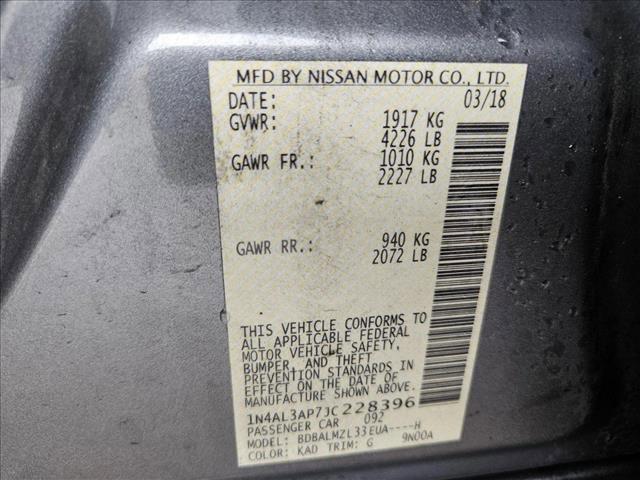 MFD BY NISSAN MOTOR CO., LTD.
DATE: 03/18
GVWR: 1917 KG
4226 LB
GAWR FR.: 1010 KG
2227 LB
GAWR RR.: 940 KG
2072 LB
THIS VEHICLE CONFORMS TO
ALL APPLICABLE FEDERAL
MOTOR VEHICLE SAFETY,
BUMPER, AND THEFT
PREVENTION STANDARDS IN
EFFECT ON THE DATE OF
MANUFACTURE SHOWN ABOVE.
1N4AL3AP7JC228396
PASSENGER CAR 092
MODEL: BDBALMZL33EUA----H
COLOR: KAD TRIM: G 9N00A